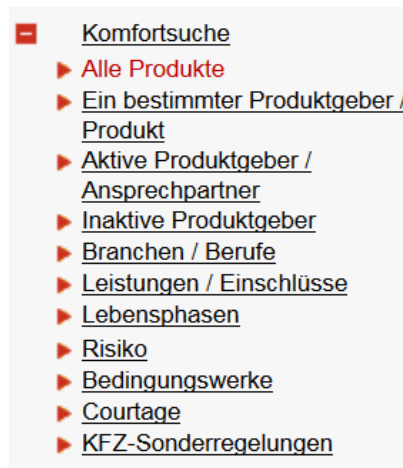 Komfortsuche
Alle Produkte
Ein bestimmter Produktgeber /
Produkt
Aktive Produktgeber /
Ansprechpartner
Inaktive Produktgeber
Branchen / Berufe
Leistungen / Einschlüsse
Lebensphasen
Risiko
Bedingungswerke
Courtage
KFZ-Sonderregelungen